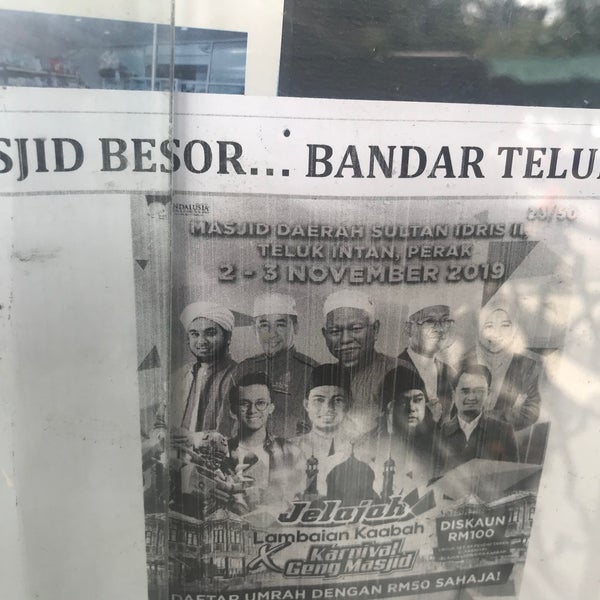 SJID BESOR... BANDAR TELU
NDALUSIA
MASJID DAERAH SULTAN IDRIS II,
TELUK INTAN, PERAK
2 - 3 NOVEMBER 2019
Jelajah
Lambaian Kaabah
X Karnival
Geng Masjid
DISKAUN
RM100
DAFTAR UMRAH DENGAN RM50 SAHAJA!